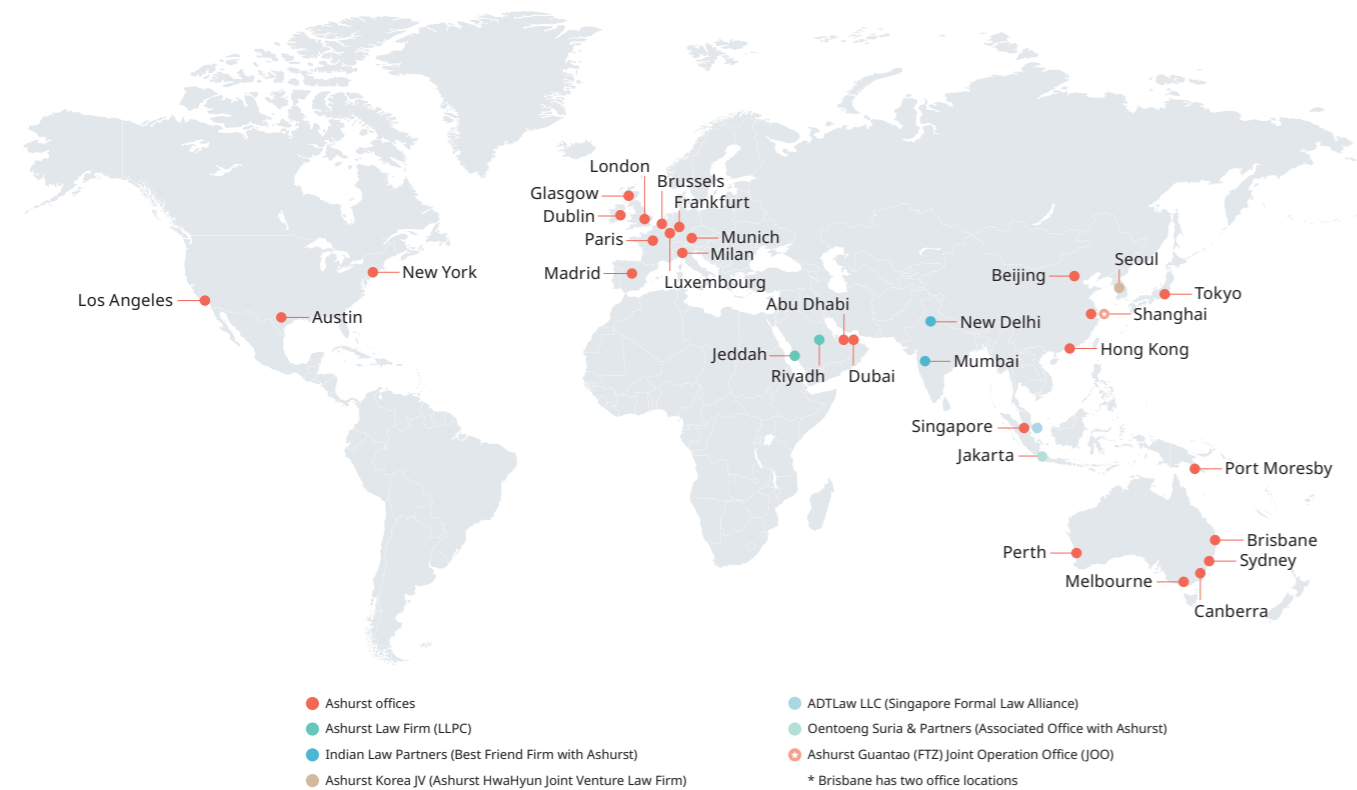 London
Brussels
Glasgow
Frankfurt
Dublin
Paris
Munich
Milan
Madrid
Luxembourg
New York
Los Angeles
Austin
Abu Dhabi
Jeddah
Riyadh
Dubai
Seoul
Beijing
Tokyo
Shanghai
New Delhi
Hong Kong
Mumbai
Singapore
Jakarta
Port Moresby
Brisbane
Perth
Sydney
Melbourne
Canberra
Ashurst offices
Ashurst Law Firm (LLPC)
Indian Law Partners (Best Friend Firm with Ashurst)
Ashurst Korea JV (Ashurst HwaHyun Joint Venture Law Firm)
ADTLaw LLC (Singapore Formal Law Alliance)
Oentoeng Suria & Partners (Associated Office with Ashurst)
Ashurst Guantao (FTZ) Joint Operation Office (JOO)
* Brisbane has two office locations